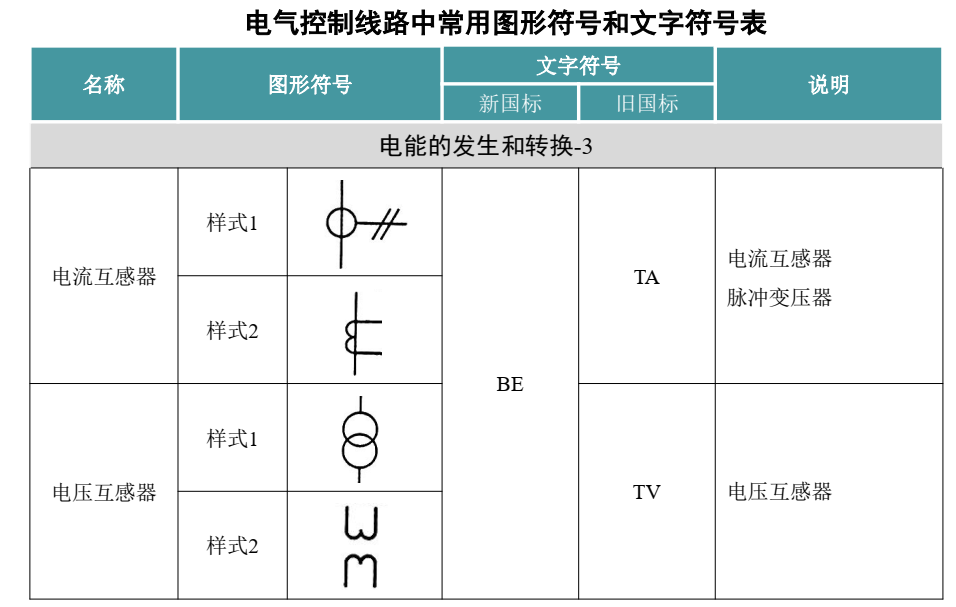 电气控制线路中常用图形符号和文字符号表
名称
图形符号
文字符号
说明
新国标
旧国标
电能的发生和转换-3
电流互感器
样式1
样式2
BE
TA
电流互感器
脉冲变压器
电压互感器
样式1
样式2
TV
电压互感器